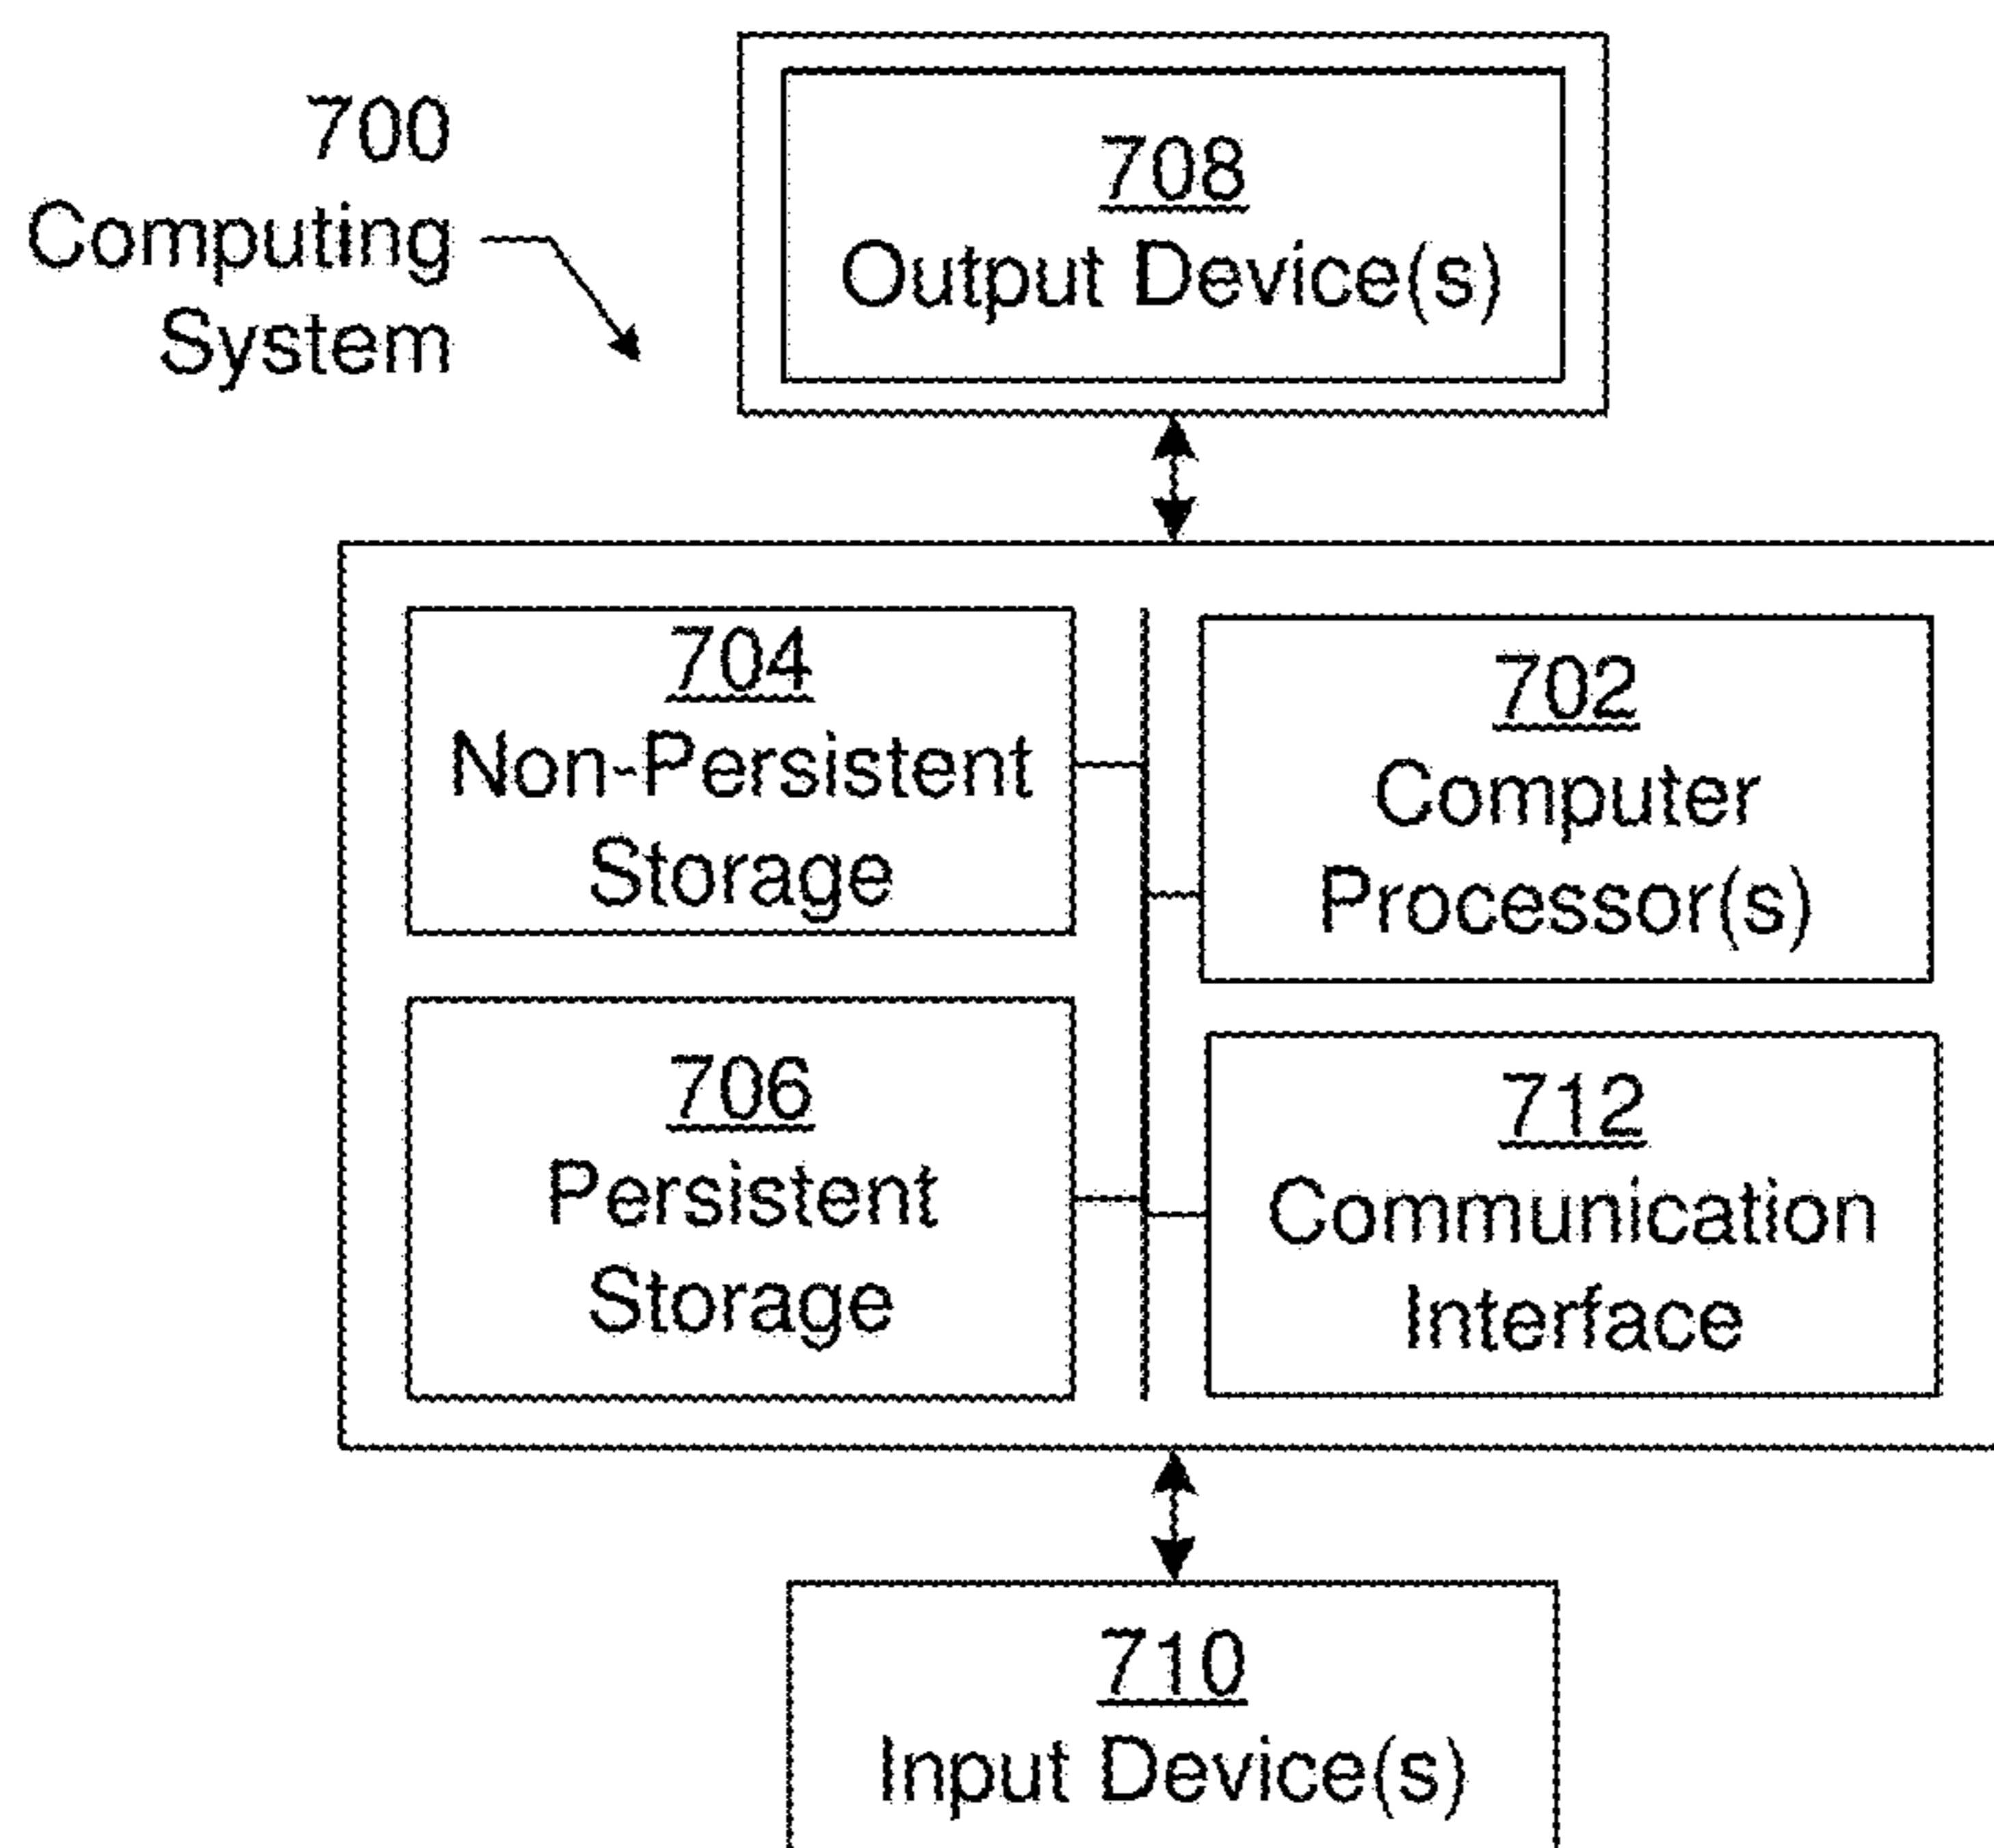 700
Computing
System
708
Output Device(s)
704
Non-Persistent
Storage
702
Computer
Processor(s)
706
Persistent
Storage
712
Communication
Interface
710
Input Device(s)